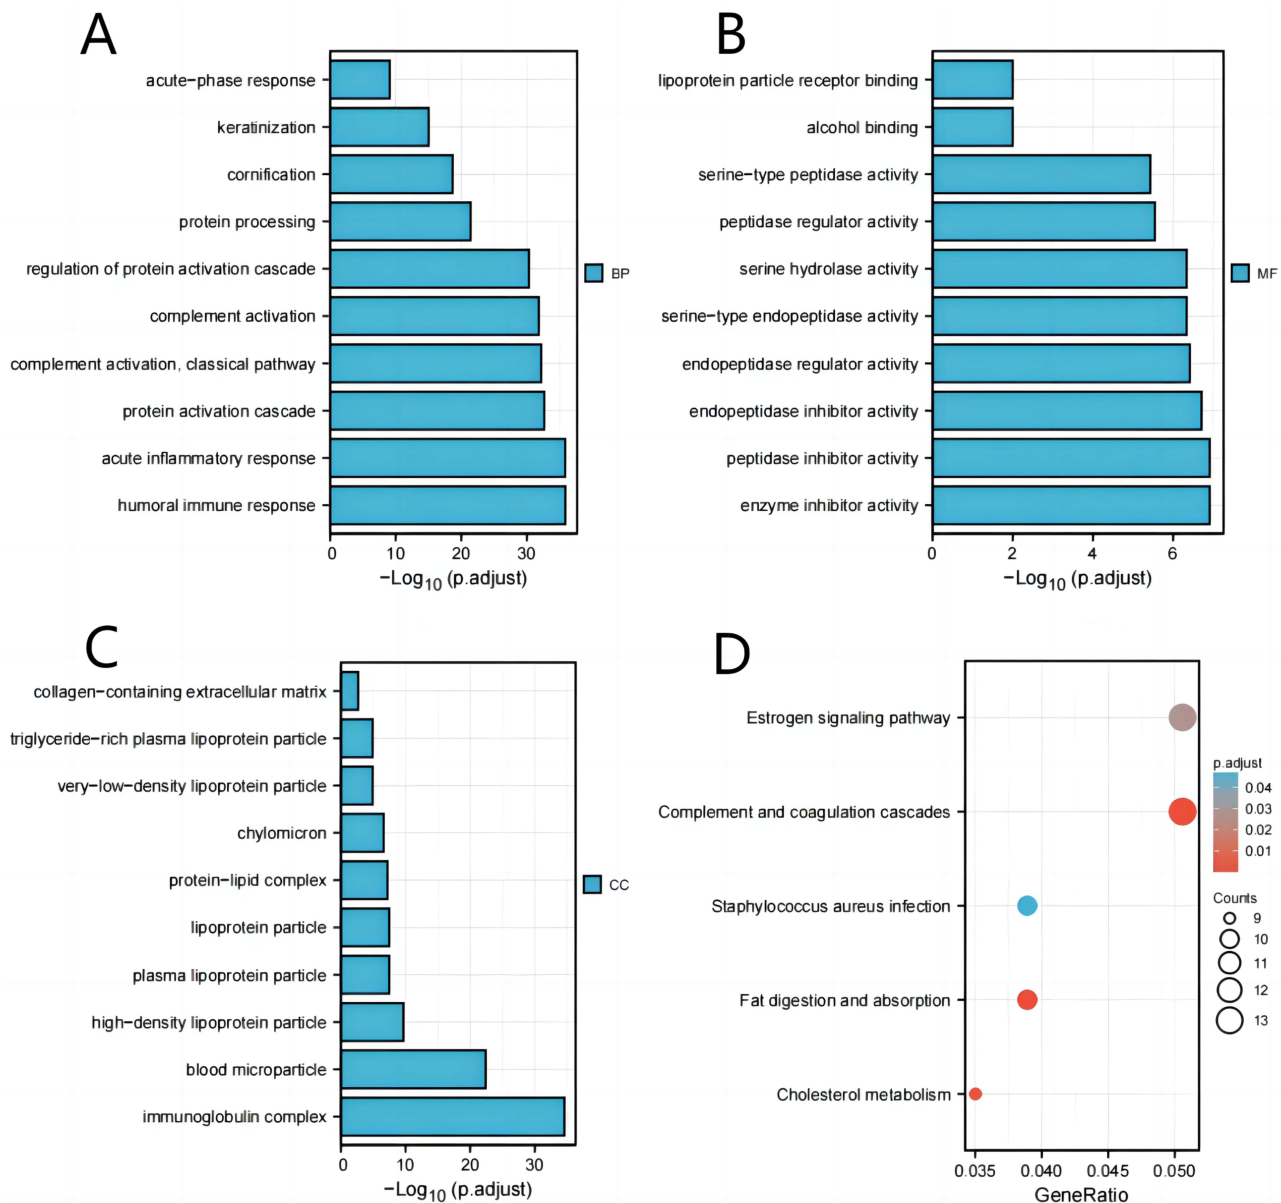 A
acute−phase response
keratinization
cornification
protein processing
regulation of protein activation cascade
complement activation
complement activation, classical pathway
protein activation cascade
acute inflammatory response
humoral immune response
0 10 20 30
−Log10 (p.adjust)
BP
B
lipoprotein particle receptor binding
alcohol binding
serine−type peptidase activity
peptidase regulator activity
serine hydrolase activity
serine−type endopeptidase activity
endopeptidase regulator activity
endopeptidase inhibitor activity
peptidase inhibitor activity
enzyme inhibitor activity
0 2 4 6
−Log10 (p.adjust)
MF
C
collagen−containing extracellular matrix
triglyceride−rich plasma lipoprotein particle
very−low−density lipoprotein particle
chylomicron
protein−lipid complex
lipoprotein particle
plasma lipoprotein particle
high−density lipoprotein particle
blood microparticle
immunoglobulin complex
0 10 20 30
−Log10 (p.adjust)
CC
D
Estrogen signaling pathway
Complement and coagulation cascades
Staphylococcus aureus infection
Fat digestion and absorption
Cholesterol metabolism
0.035 0.040 0.045 0.050
GeneRatio
p.adjust
0.04
0.03
0.02
0.01
Counts
9
10
11
12
13